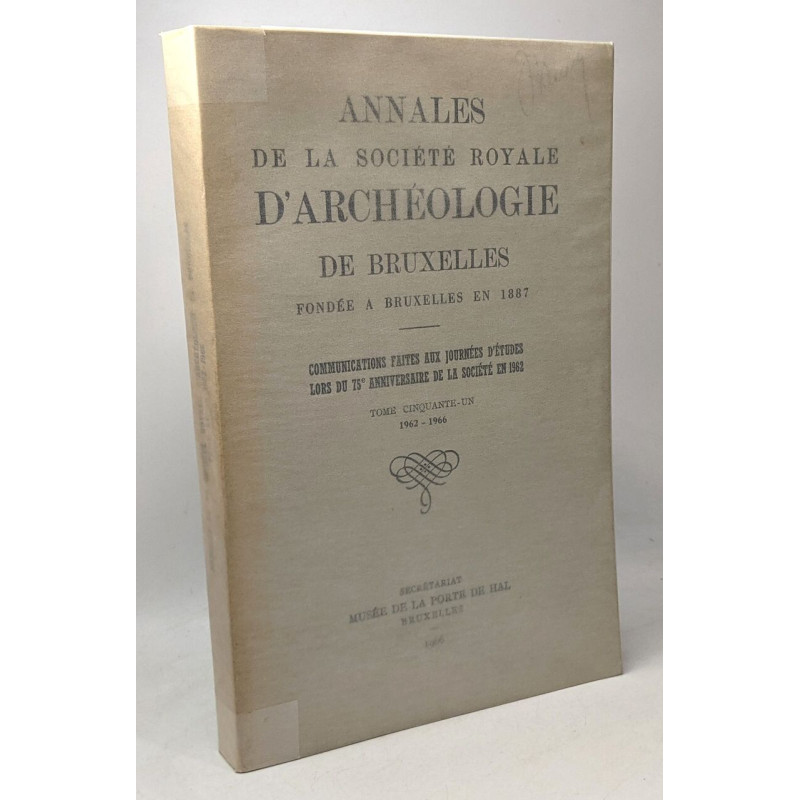 ANNALES
DE LA SOCIÉTÉ ROYALE
D'ARCHÉOLOGIE
DE BRUXELLES
FONDÉE A BRUXELLES EN 1887
COMMUNICATIONS FAITES AUX JOURNÉES D'ÉTUDES
LORS DU 75e ANNIVERSAIRE DE LA SOCIÉTÉ EN 1962
TOME CINQUANTE-UN
1962 - 1966
SECRÉTARIAT
MUSÉE DE LA PORTE DE HAL
BRUXELLES
1966